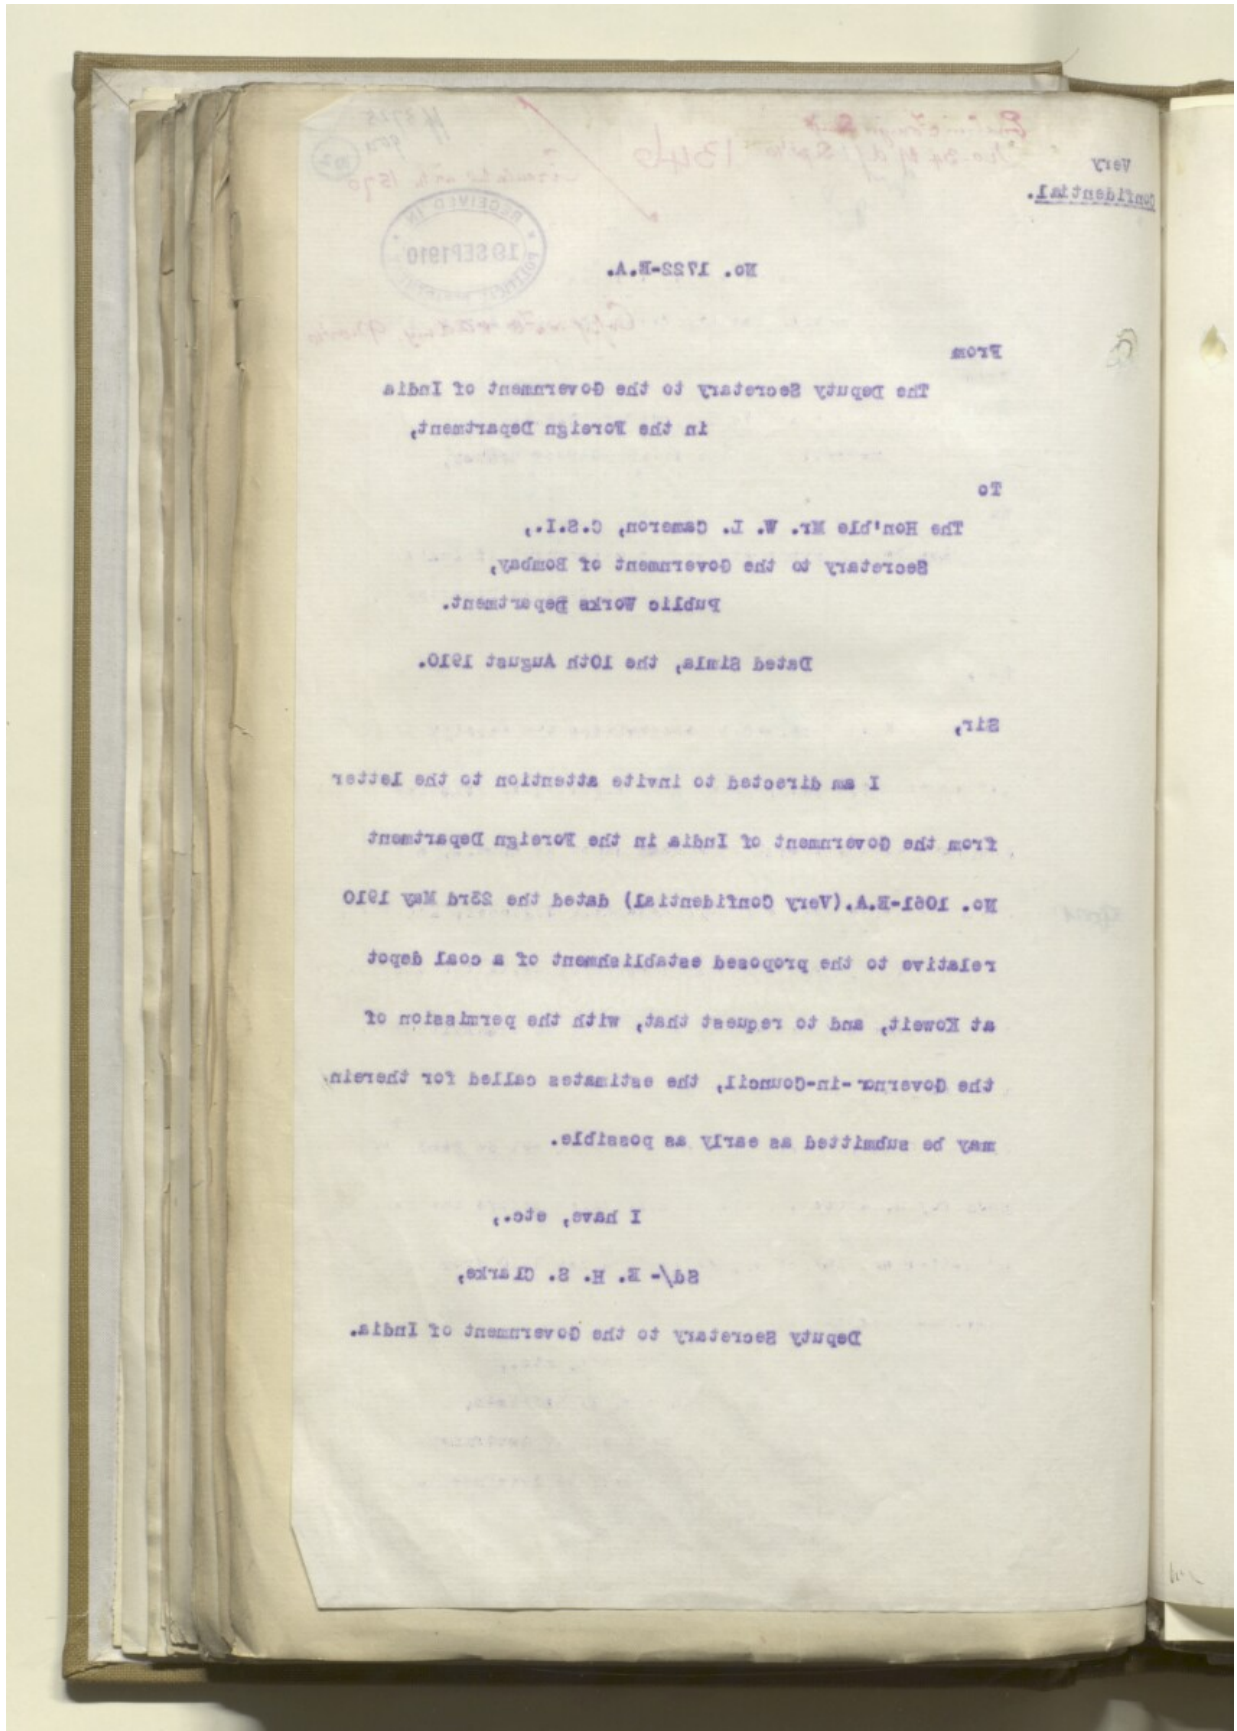 Very
Confidential.
1346
RECEIVED IN
19 SEP 1910
No. 1722-E.A.
From
The Deputy Secretary to the Government of India
in the Foreign Department,
To
The Hon'ble Mr. W. L. Cameron, C.S.I.,
Secretary to the Government of Bombay,
Public Works Department.
Dated Simla, the 10th August 1910.
Sir,
I am directed to invite attention to the letter
from the Government of India in the Foreign Department
No. 1061-E.A.(Very Confidential) dated the 23rd May 1910
relative to the proposed establishment of a coal depot
at Koweit, and to request that, with the permission of
the Governor-in-Council, the estimates called for therein,
may be submitted as early as possible.
I have, etc.,
Sd/- E. H. S. Clarke,
Deputy Secretary to the Government of India.